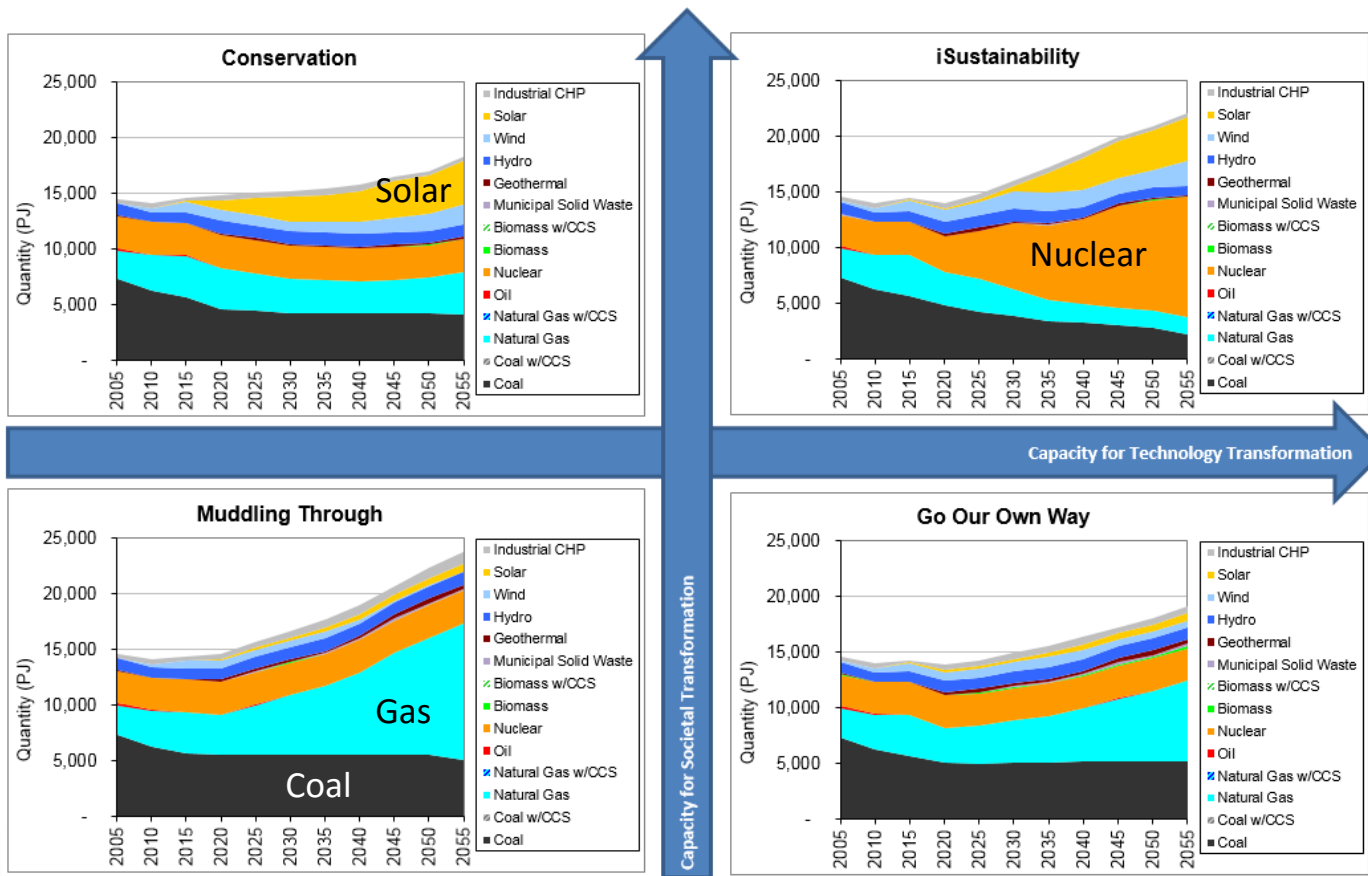 Conservation
25,000
20,000
15,000
10,000
5,000
-
Quantity (PJ)
2005
2010
2015
2020
2025
2030
2035
2040
2045
2050
2055
Solar
Industrial CHP
Solar
Wind
Hydro
Geothermal
Municipal Solid Waste
Biomass w/CCS
Biomass
Nuclear
Oil
Natural Gas w/CCS
Natural Gas
Coal w/CCS
Coal
iSustainability
25,000
20,000
15,000
10,000
5,000
-
Quantity (PJ)
2005
2010
2015
2020
2025
2030
2035
2040
2045
2050
2055
Nuclear
Industrial CHP
Solar
Wind
Hydro
Geothermal
Municipal Solid Waste
Biomass w/CCS
Biomass
Nuclear
Oil
Natural Gas w/CCS
Natural Gas
Coal w/CCS
Coal
Capacity for Technology Transformation
Capacity for Societal Transformation
Muddling Through
25,000
20,000
15,000
10,000
5,000
-
Quantity (PJ)
2005
2010
2015
2020
2025
2030
2035
2040
2045
2050
2055
Gas
Coal
Industrial CHP
Solar
Wind
Hydro
Geothermal
Municipal Solid Waste
Biomass w/CCS
Biomass
Nuclear
Oil
Natural Gas w/CCS
Natural Gas
Coal w/CCS
Coal
Go Our Own Way
25,000
20,000
15,000
10,000
5,000
-
Quantity (PJ)
2005
2010
2015
2020
2025
2030
2035
2040
2045
2050
2055
Industrial CHP
Solar
Wind
Hydro
Geothermal
Municipal Solid Waste
Biomass w/CCS
Biomass
Nuclear
Oil
Natural Gas w/CCS
Natural Gas
Coal w/CCS
Coal